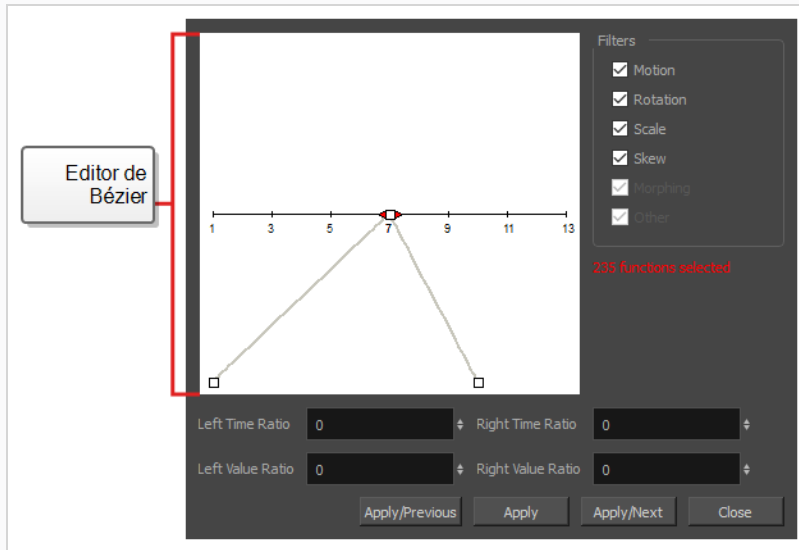 Editor de
Bézier
1 3 5 7 9 11 13
Filters
Motion
Rotation
Scale
Skew
Morphing
Other
235 functions selected
Left Time Ratio 0 Right Time Ratio 0
Left Value Ratio 0 Right Value Ratio 0
Apply/Previous Apply Apply/Next Close